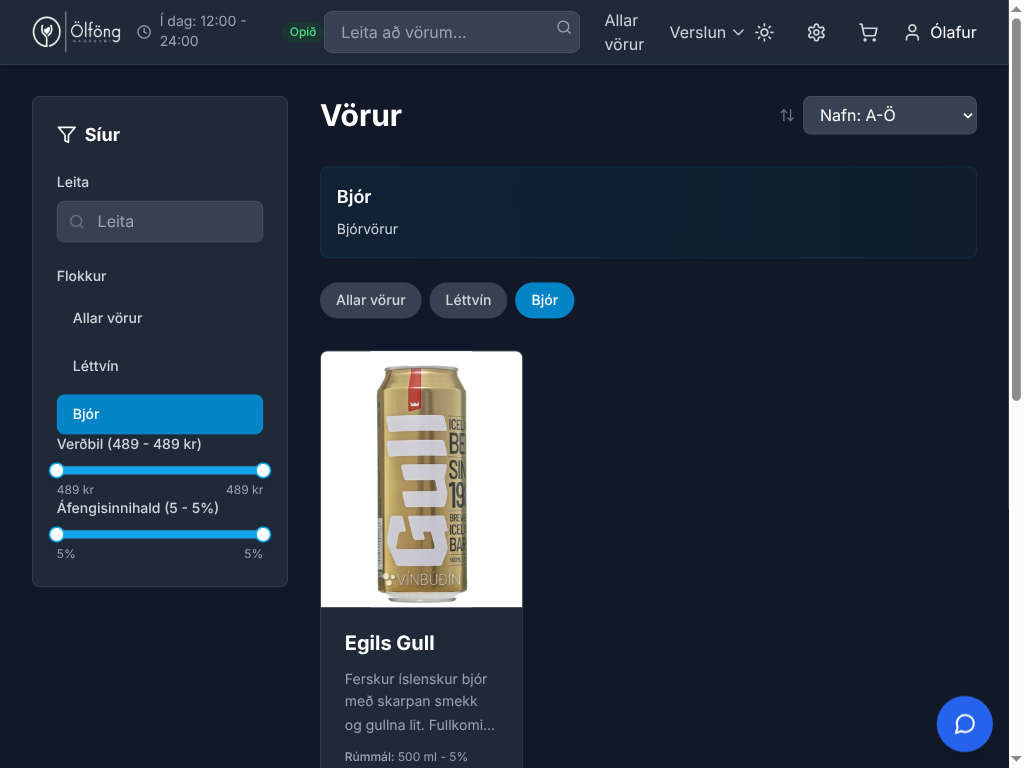 Ölföng
Í dag: 12:00 -
24:00
Opið
Leita að vörum...
Allar
vörur
Verslun
Ólafur
Síur
Leita
Leita
Flokkur
Allar vörur
Léttvín
Bjór
Verðbil (489 - 489 kr)
489 kr
489 kr
Áfengisinnihald (5 - 5%)
5%
5%
Vörur
Nafn: A-Ö
Bjór
Bjórvörur
Allar vörur
Léttvín
Bjór
Gull
VÍNBÚÐIN
Egils Gull
Ferskur íslenskur bjór
með skarpan smekk
og gullna lit. Fullkomi...
Rúmmál: 500 ml - 5%